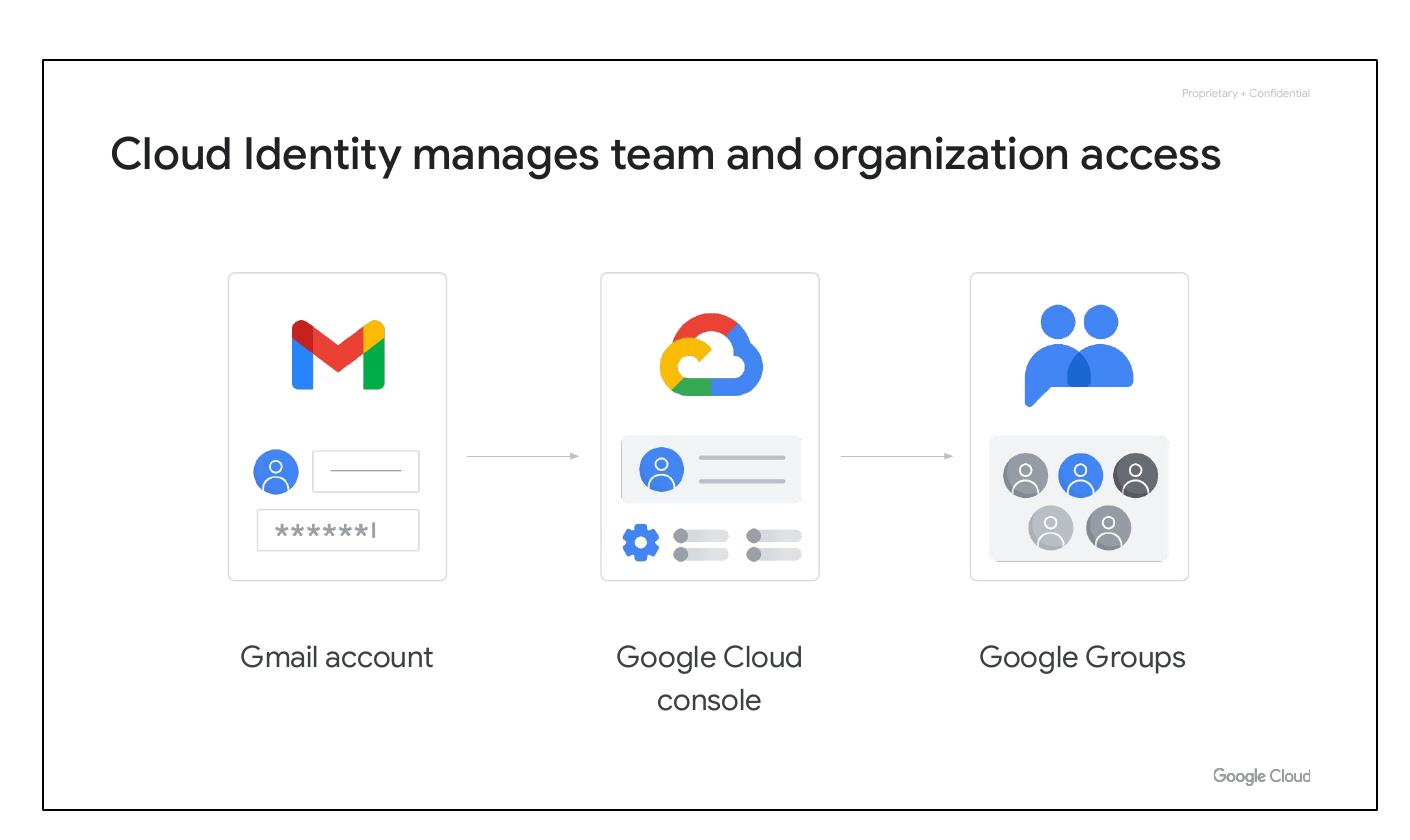 Proprietary + Confidential
Cloud Identity manages team and organization access
******|
Gmail account
Google Cloud
console
Google Groups
Google Cloud